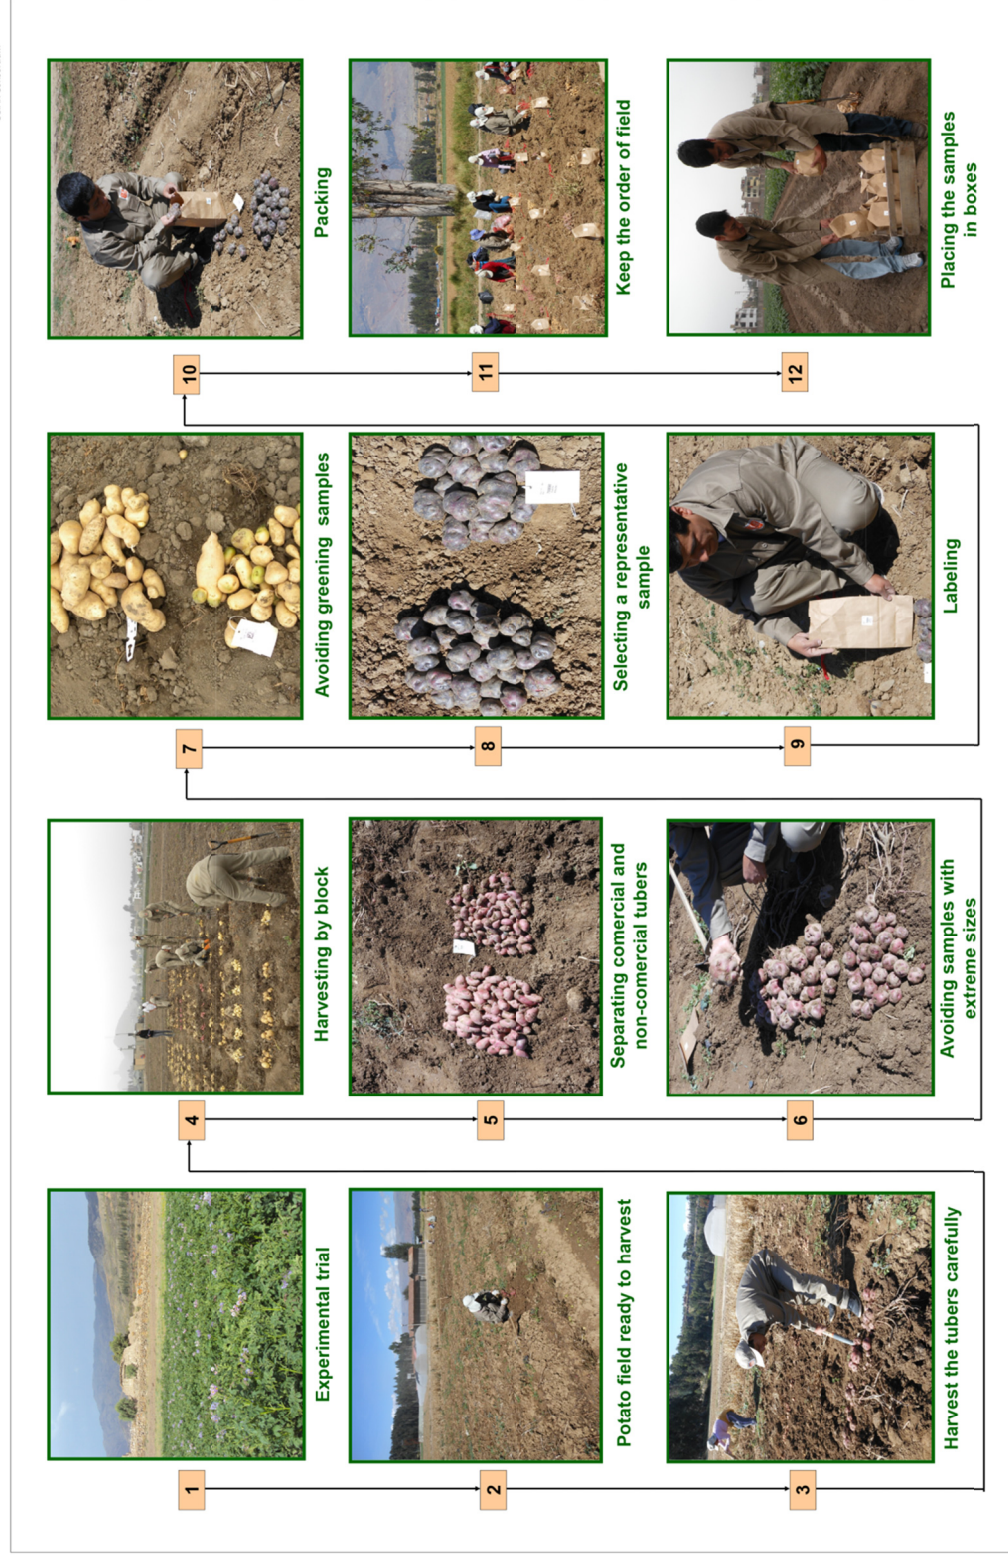 1
Experimental trial
2
Potato field ready to harvest
3
Harvest the tubers carefully
4
Harvesting by block
5
Separating comercial and
non-comercial tubers
6
Avoiding samples with
extreme sizes
7
Avoiding greening samples
8
Selecting a representative
sample
9
Labeling
10
Packing
11
Keep the order of field
12
Placing the samples
in boxes